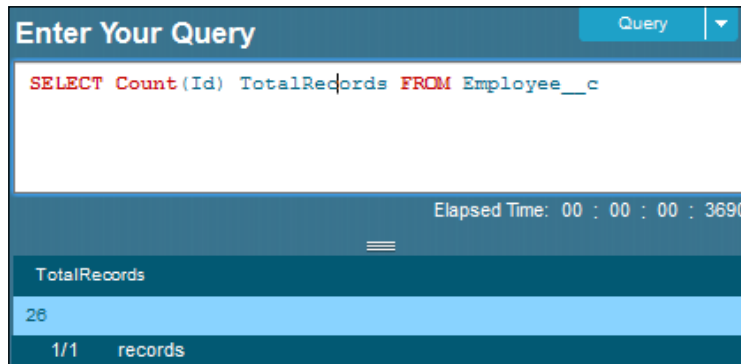 Enter Your Query
Query
SELECT Count(Id) TotalRecords FROM Employee__c
Elapsed Time: 00 : 00 : 00 : 3690
TotalRecords
26
1/1 records